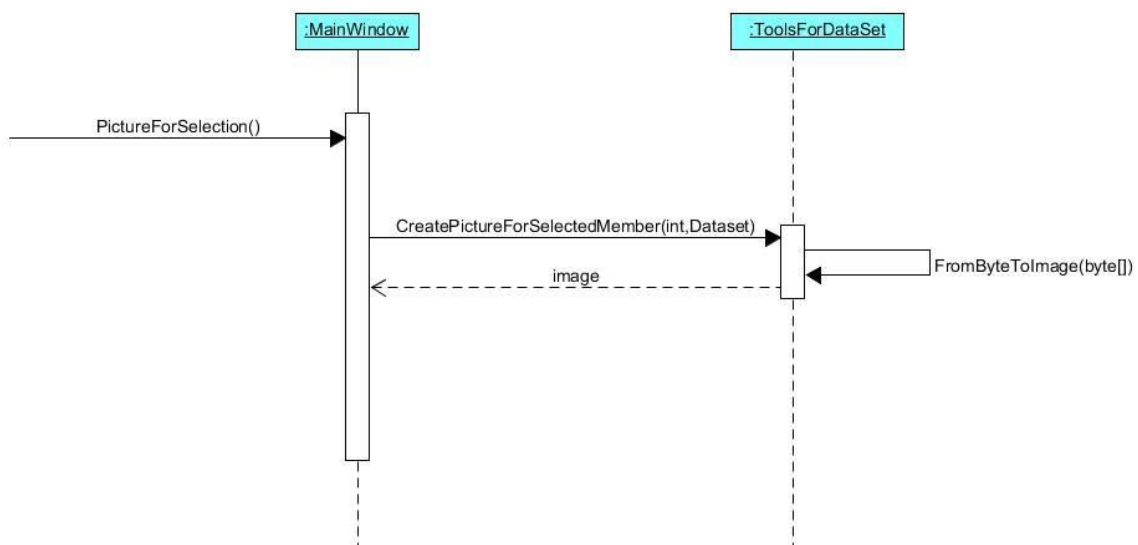 :MainWindow
:ToolsForDataSet
PictureForSelection()
CreatePictureForSelectedMember(int,Dataset)
FromByteToImage(byte[])
image